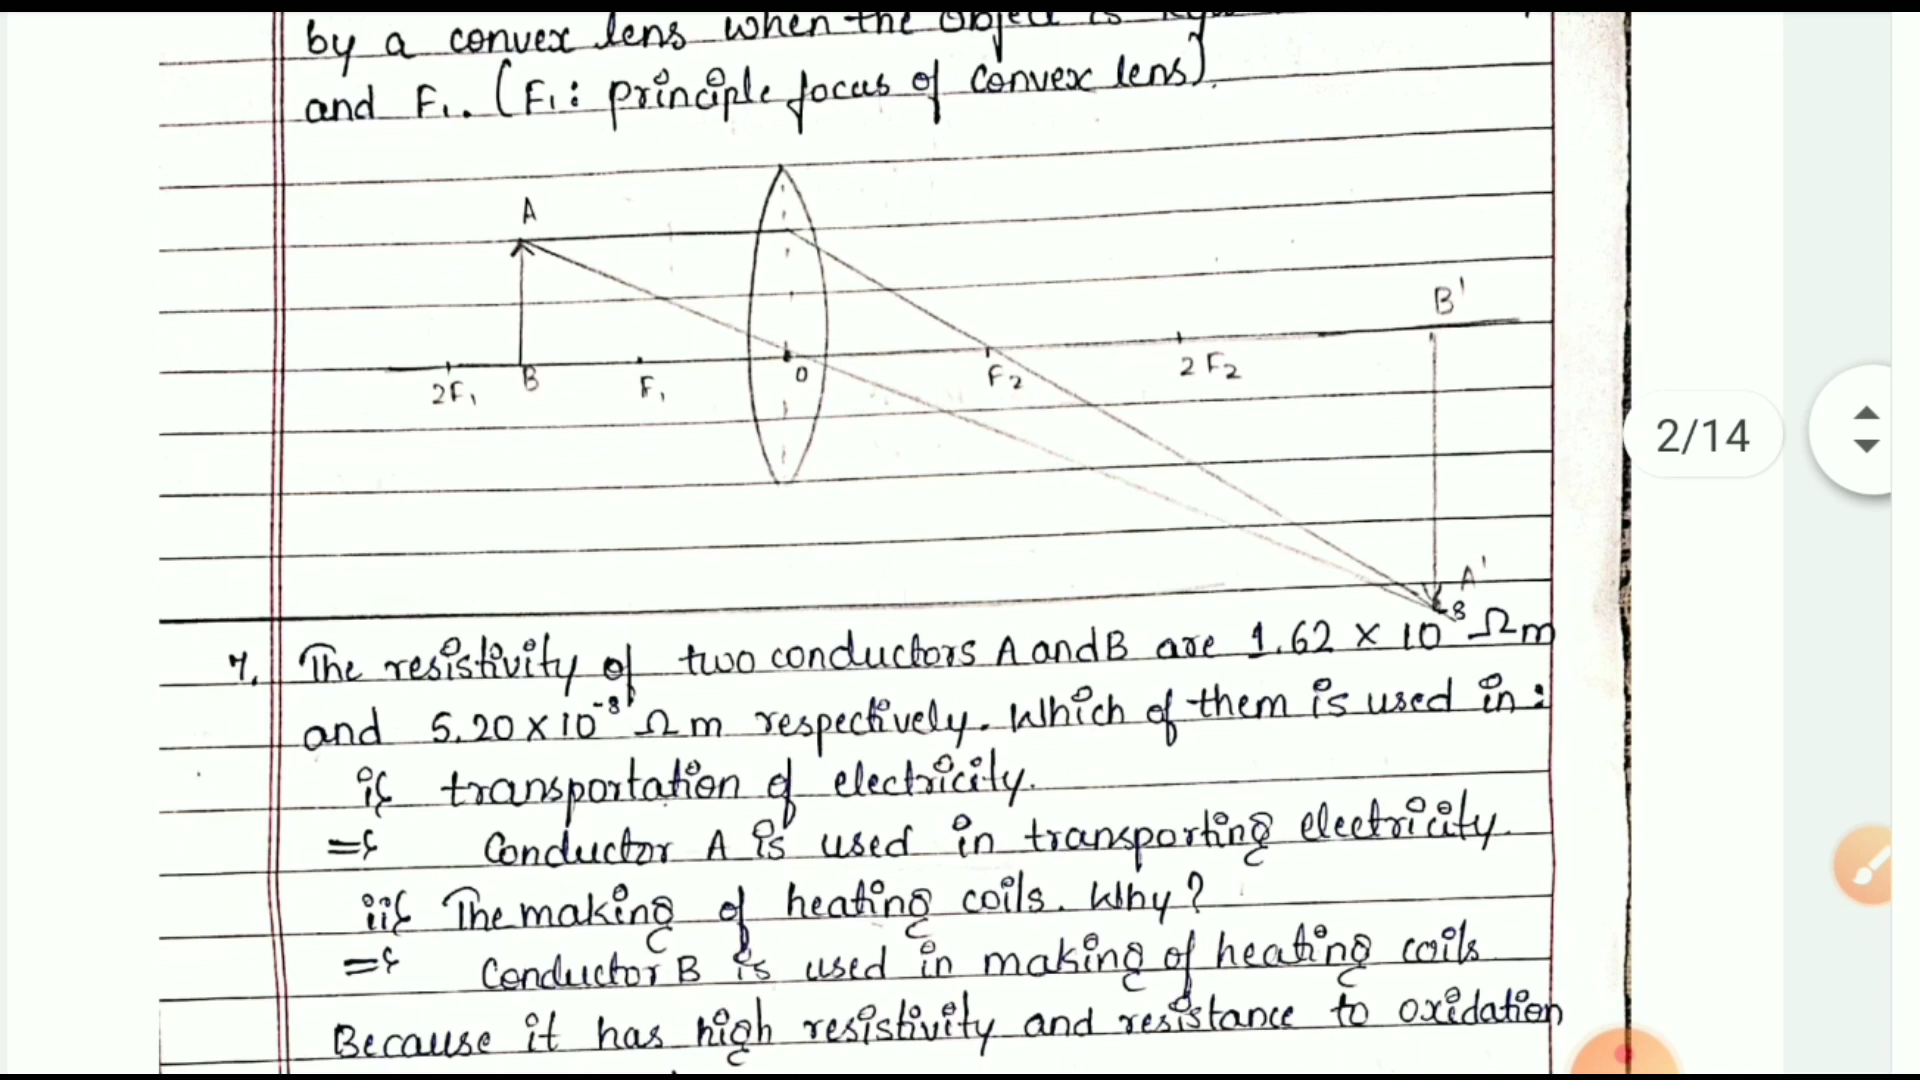 by a convex lens when the object is
and F₁. (F₁: principle focus of convex lens).
A
B'
2F₁ B F₁ O F₂ 2F₂
A'
2/14
7. The resistivity of two conductors A and B are 1.62 × 10⁻⁸ Ωm
and 5.20 × 10⁻⁸ Ωm respectively. Which of them is used in:
i} transportation of electricity.
=} Conductor A is used in transporting electricity.
ii} The making of heating coils. Why?
=} Conductor B is used in making of heating coils
Because it has high resistivity and resistance to oxidation